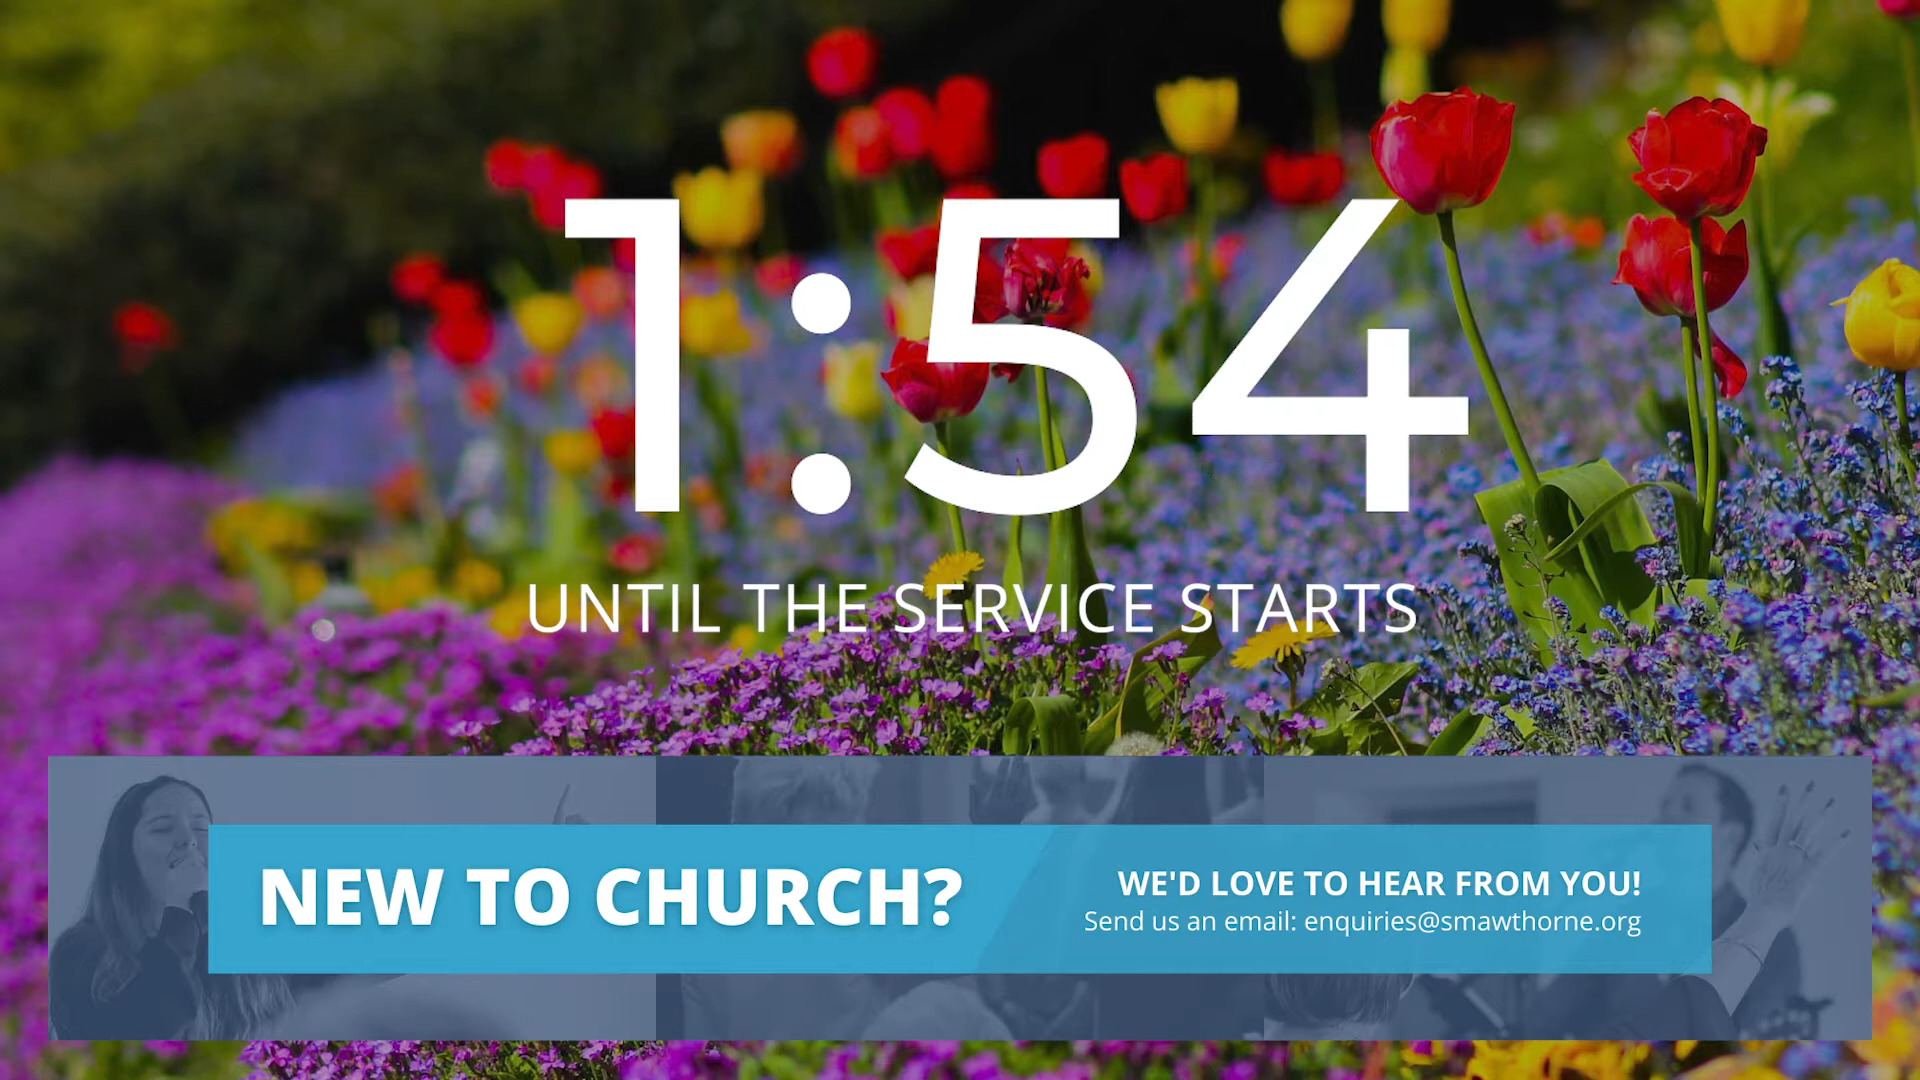 1:54
UNTIL THE SERVICE STARTS
NEW TO CHURCH?
WE'D LOVE TO HEAR FROM YOU!
Send us an email: enquiries@smawthorne.org